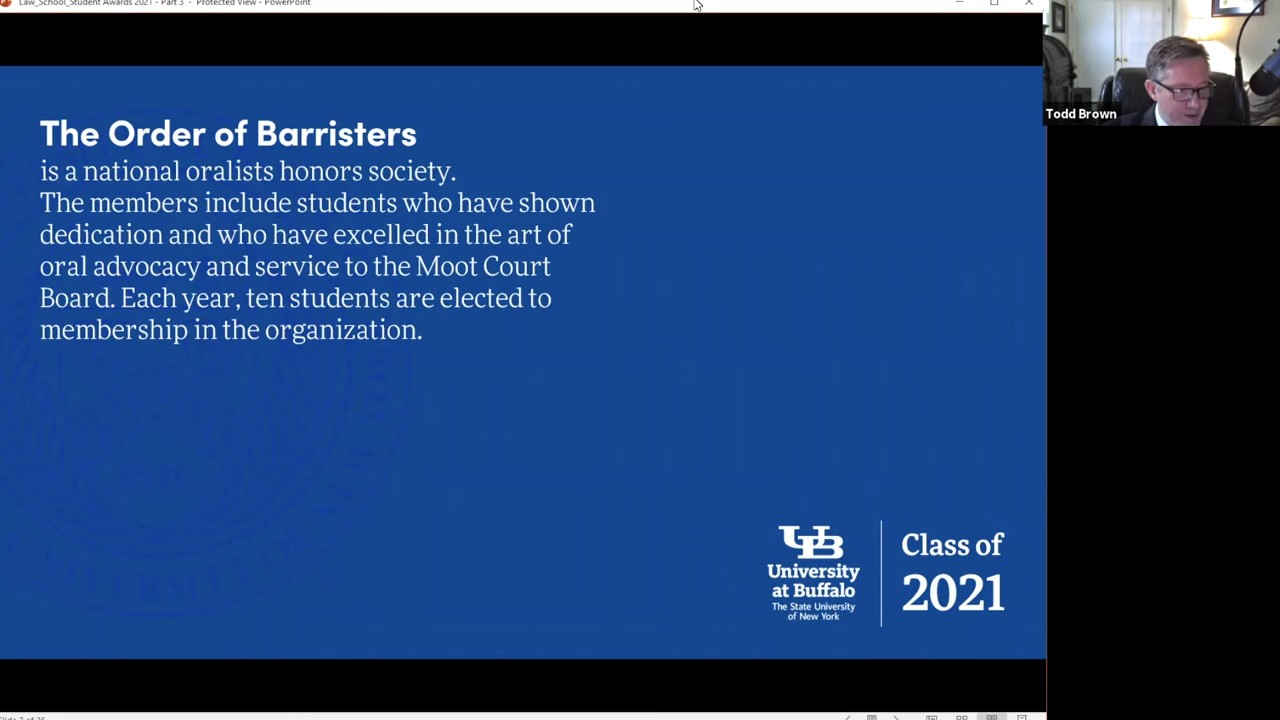 Law_School_Student Awards 2021 - Part 3 - Protected View - PowerPoint
Todd Brown
The Order of Barristers
is a national oralists honors society.
The members include students who have shown
dedication and who have excelled in the art of
oral advocacy and service to the Moot Court
Board. Each year, ten students are elected to
membership in the organization.
UB
University
at Buffalo
The State University
of New York
Class of
2021